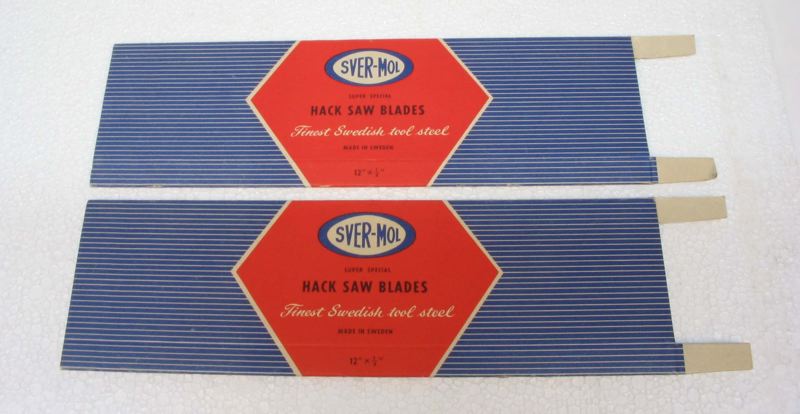 SVER-MOL
SUPER SPECIAL
HACK SAW BLADES
Finest Swedish tool steel
MADE IN SWEDEN
12" × ½"
SVER-MOL
SUPER SPECIAL
HACK SAW BLADES
Finest Swedish tool steel
MADE IN SWEDEN
12" × ½"